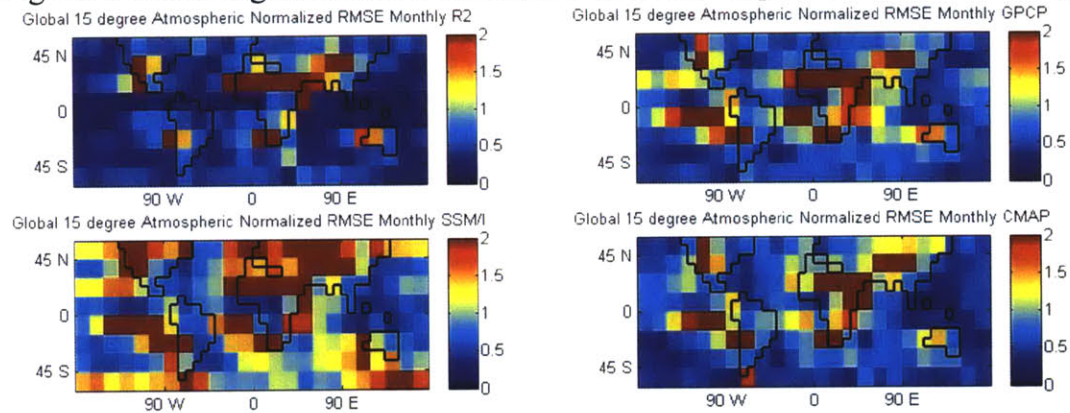 Global 15 degree Atmospheric Normalized RMSE Monthly R2
45 N
0
45 S
90 W 0 90 E
2
1.5
1
0.5
0
Global 15 degree Atmospheric Normalized RMSE Monthly GPCP
45 N
0
45 S
90 W 0 90 E
2
1.5
1
0.5
0
Global 15 degree Atmospheric Normalized RMSE Monthly SSM/I
45 N
0
45 S
90 W 0 90 E
2
1.5
1
0.5
0
Global 15 degree Atmospheric Normalized RMSE Monthly CMAP
45 N
0
45 S
90 W 0 90 E
2
1.5
1
0.5
0